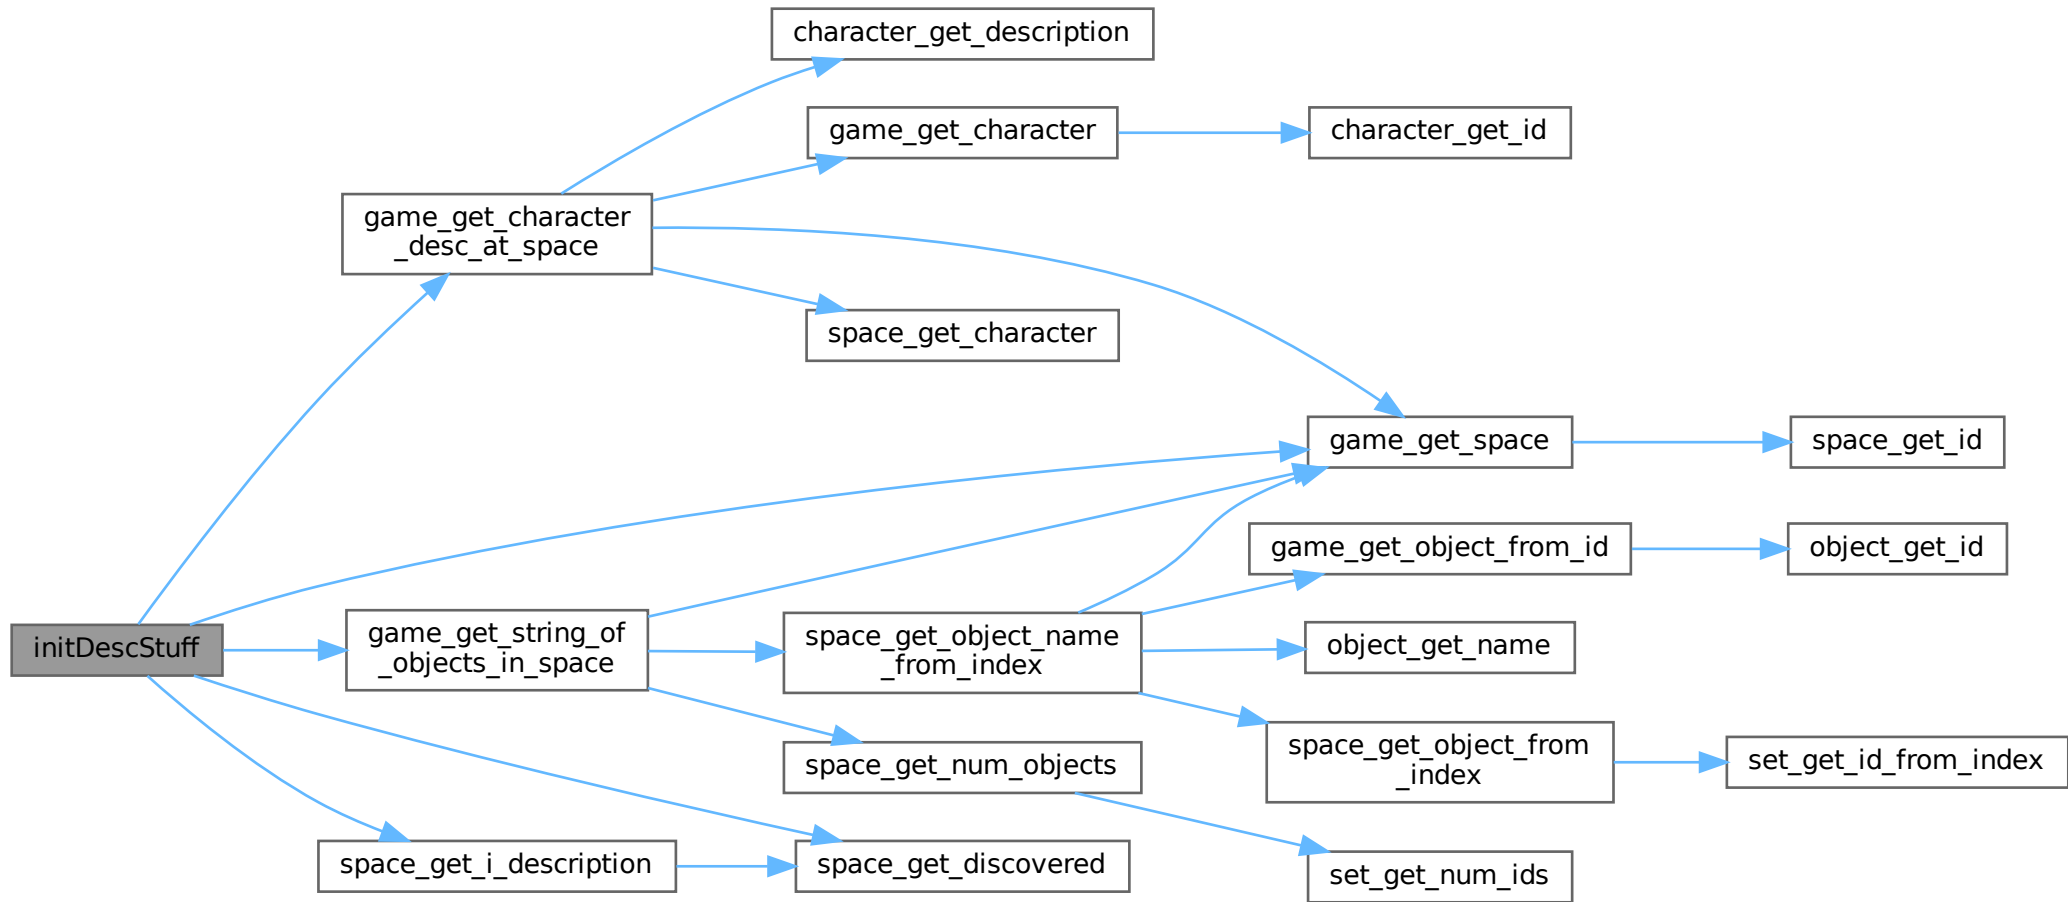 character_get_description
game_get_character
character_get_id
game_get_character
_desc_at_space
space_get_character
game_get_space
space_get_id
game_get_object_from_id
object_get_id
initDescStuff
game_get_string_of
_objects_in_space
space_get_object_name
_from_index
object_get_name
space_get_object_from
_index
set_get_id_from_index
space_get_num_objects
space_get_i_description
space_get_discovered
set_get_num_ids